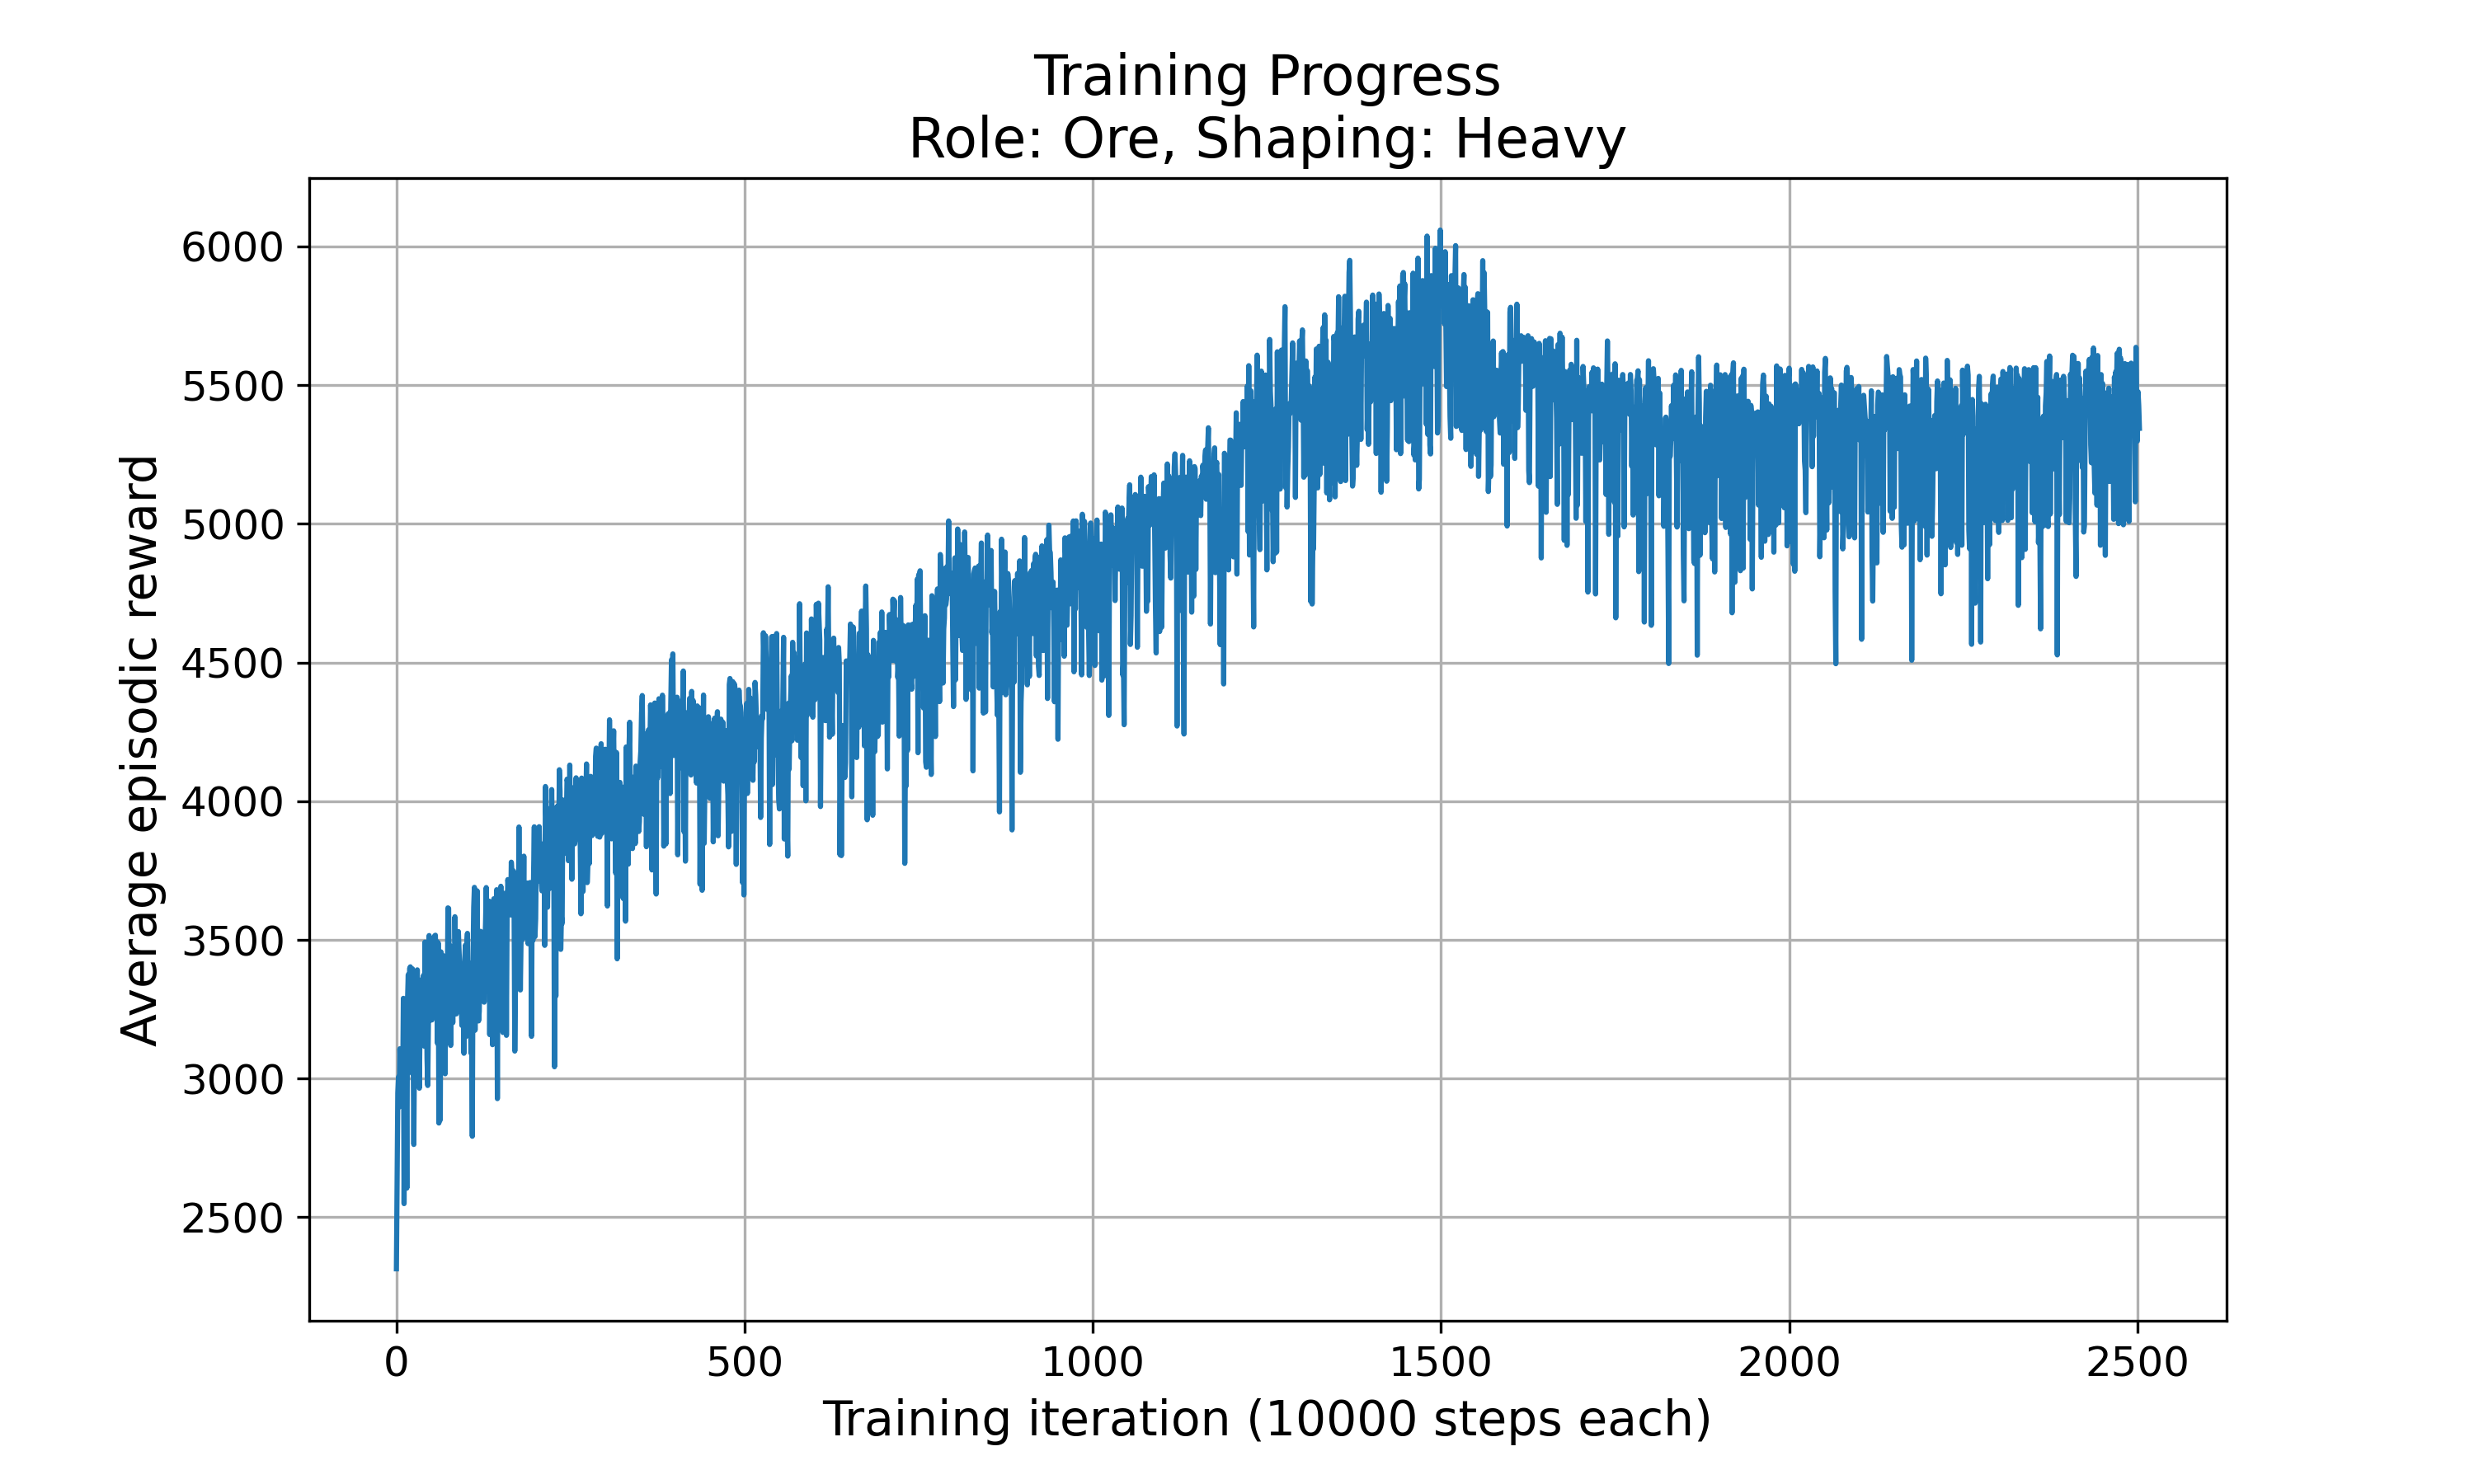 Training Progress
Role: Ore, Shaping: Heavy
Average episodic reward
6000
5500
5000
4500
4000
3500
3000
2500
0 500 1000 1500 2000 2500
Training iteration (10000 steps each)